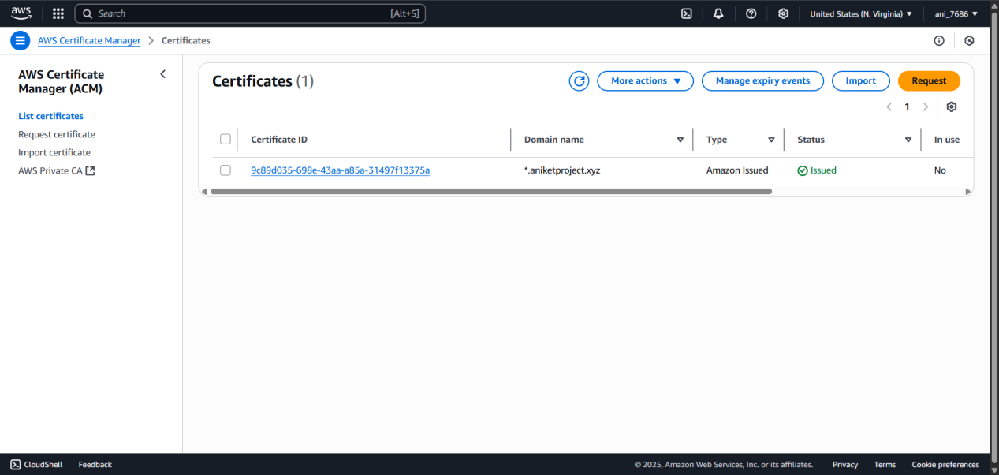 aws Search [Alt+S] United States (N. Virginia) ani_7686
AWS Certificate Manager Certificates
AWS Certificate
Manager (ACM)
List certificates
Request certificate
Import certificate
AWS Private CA
Certificates (1) More actions Manage expiry events Import Request
1
Certificate ID Domain name Type Status In use
9c89d035-698e-43aa-a85a-31497f13375a *.aniketproject.xyz Amazon Issued Issued No
CloudShell Feedback © 2025, Amazon Web Services, Inc. or its affiliates. Privacy Terms Cookie preferences